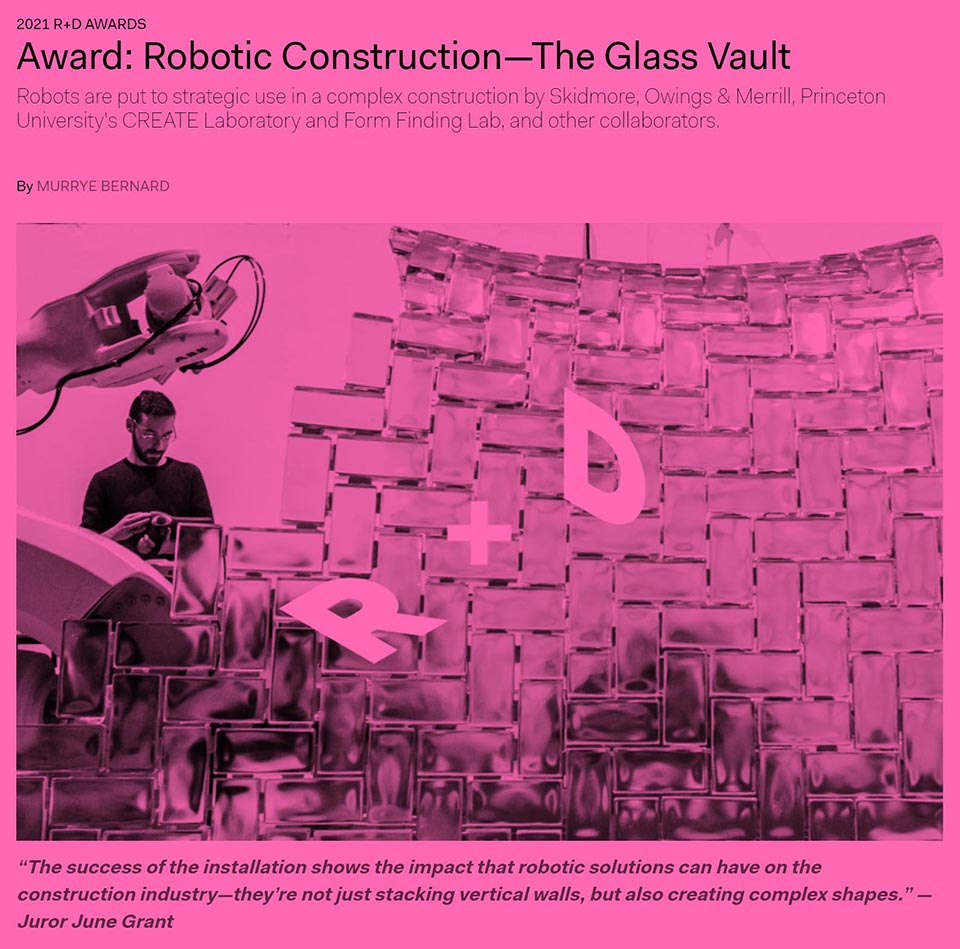 2021 R+D AWARDS
Award: Robotic Construction—The Glass Vault
Robots are put to strategic use in a complex construction by Skidmore, Owings & Merrill, Princeton
University's CREATE Laboratory and Form Finding Lab, and other collaborators.
By MURRYE BERNARD
ABB
R + D
“The success of the installation shows the impact that robotic solutions can have on the
construction industry—they’re not just stacking vertical walls, but also creating complex shapes.” —
Juror June Grant